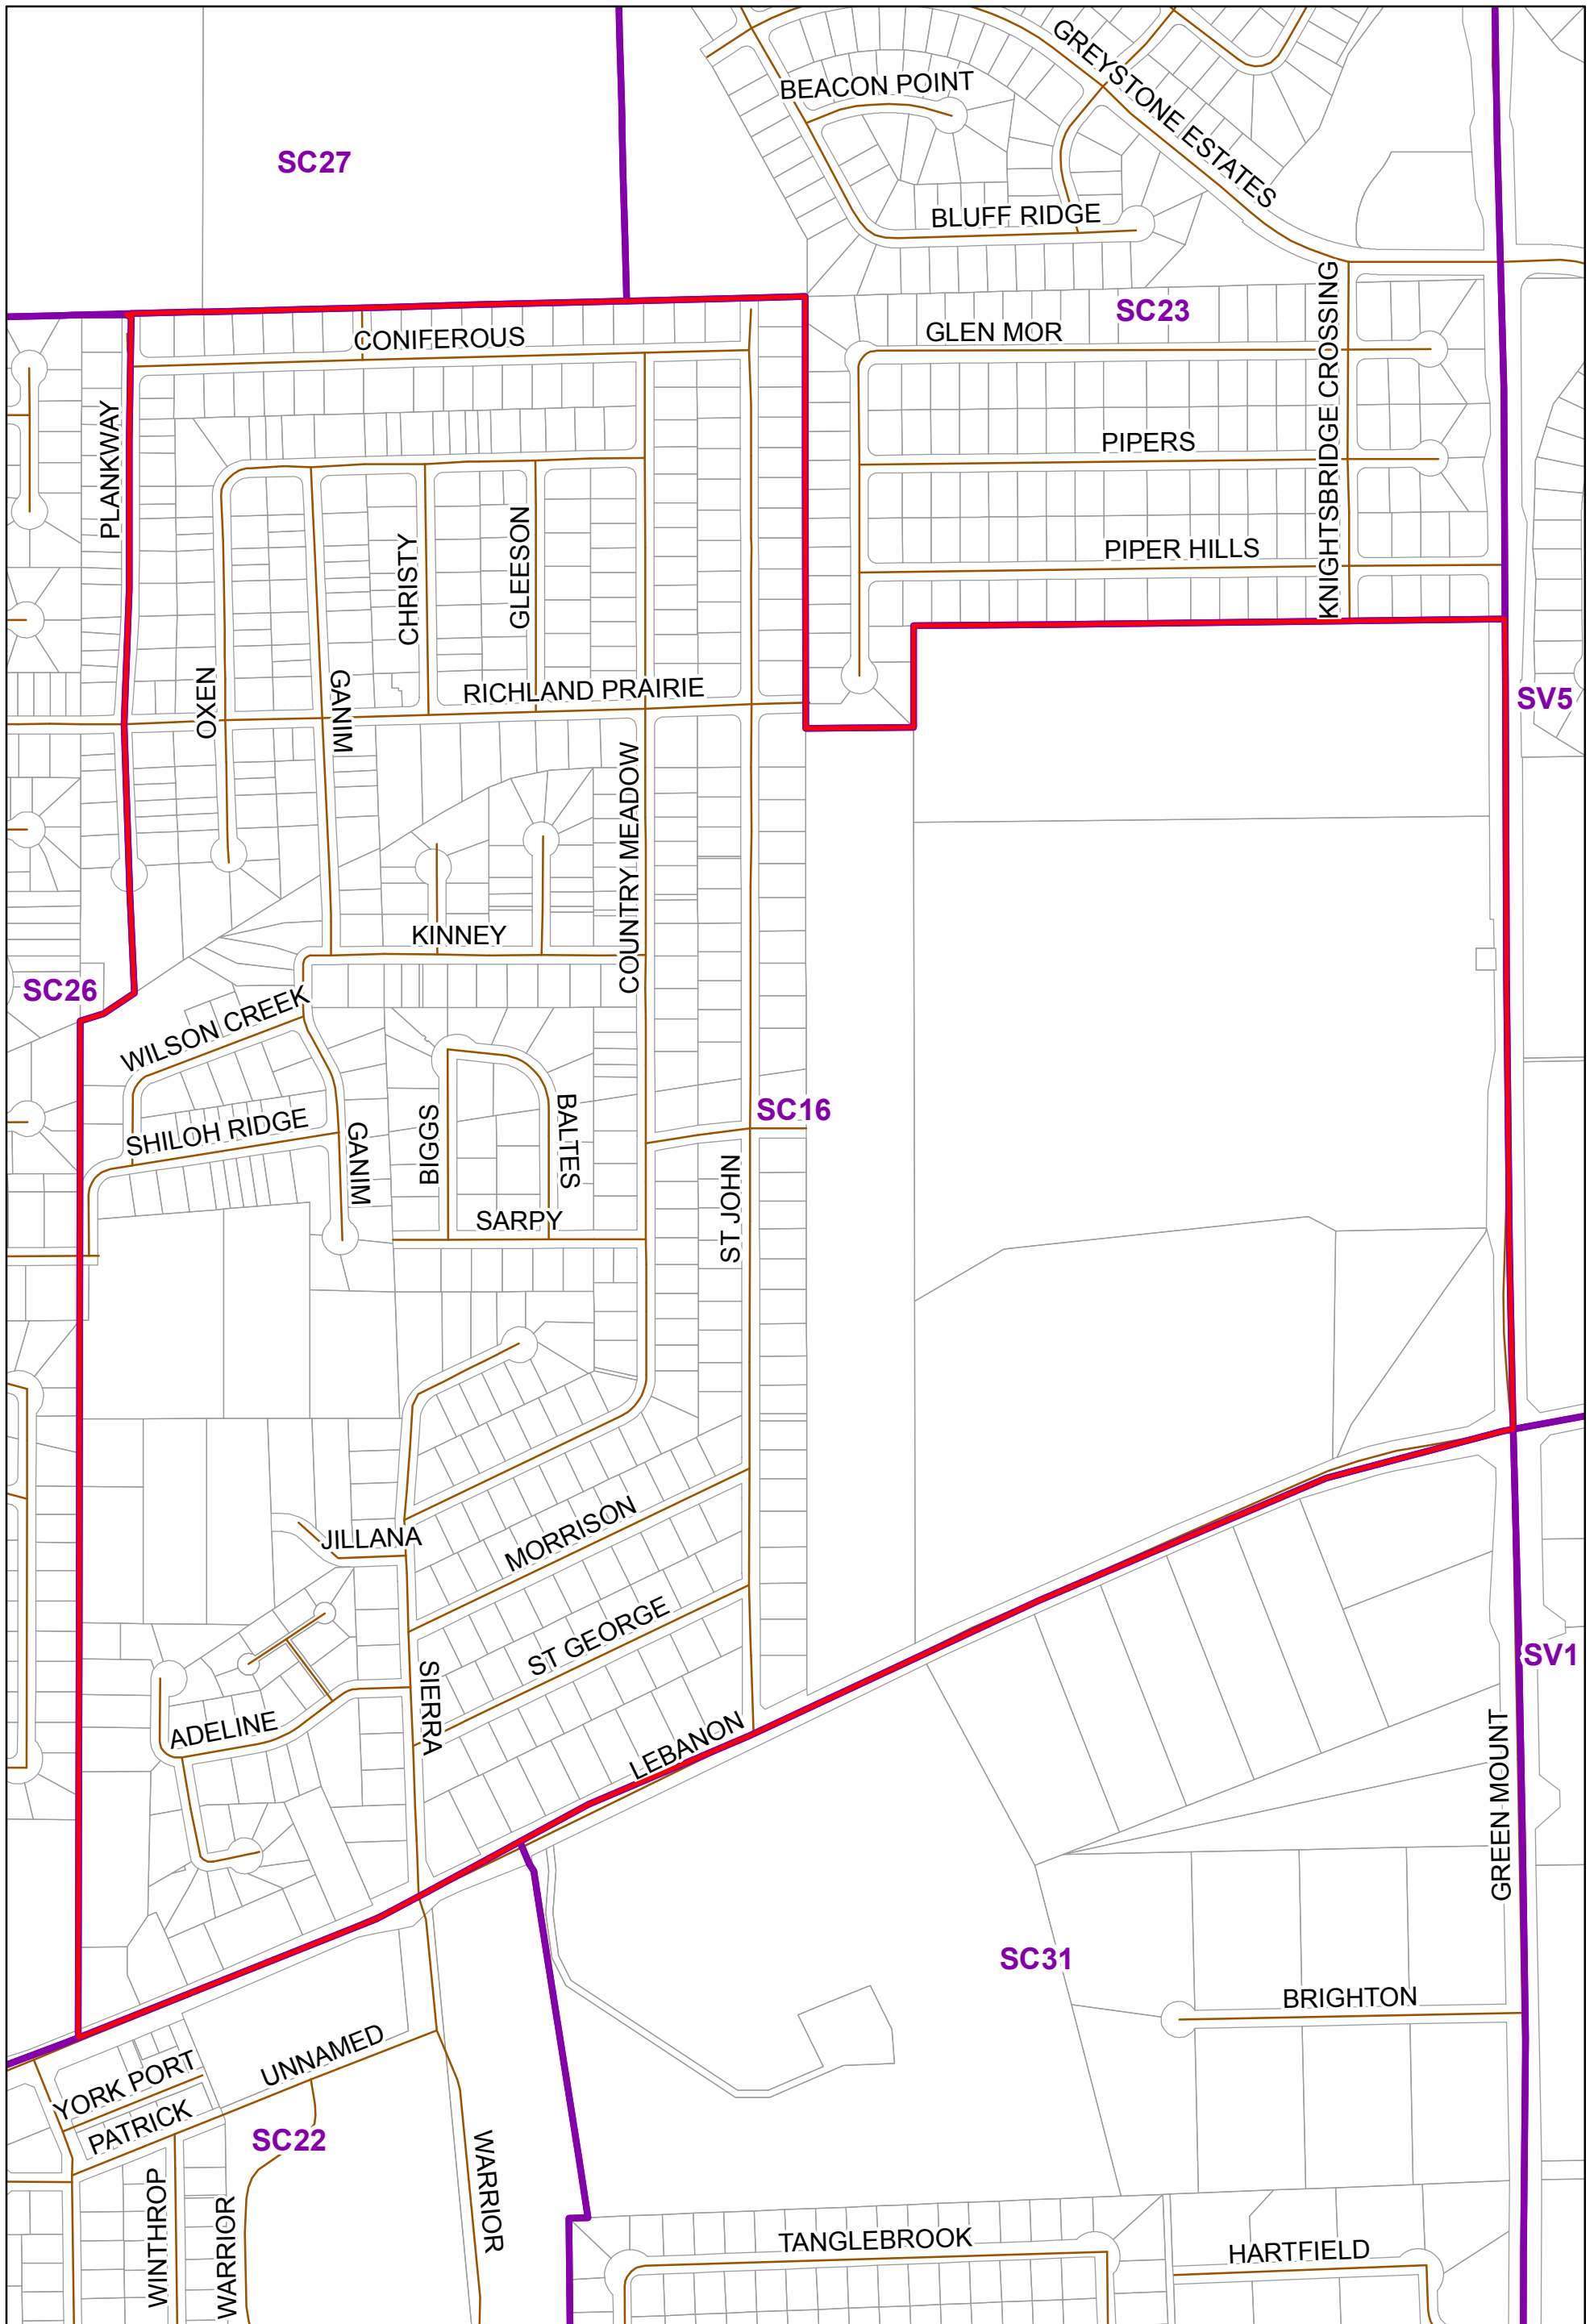 GREYSTONE ESTATES
BEACON POINT
SC27
BLUFF RIDGE
SC23
CONIFEROUS
GLEN MOR
KNIGHTSBRIDGE CROSSING
PLANKWAY
PIPERS
CHRISTY
GLEESON
PIPER HILLS
OXEN
GANIM
RICHLAND PRAIRIE
SV5
COUNTRY MEADOW
KINNEY
SC26
WILSON CREEK
SC16
SHILOH RIDGE
GANIM
BIGGS
BALTES
ST JOHN
SARPY
JILLANA
MORRISON
ST GEORGE
SIERRA
SV1
ADELINE
LEBANON
GREEN MOUNT
SC31
BRIGHTON
UNNAMED
YORK PORT
PATRICK
SC22
WARRIOR
WINTHROP
WARRIOR
TANGLEBROOK
HARTFIELD